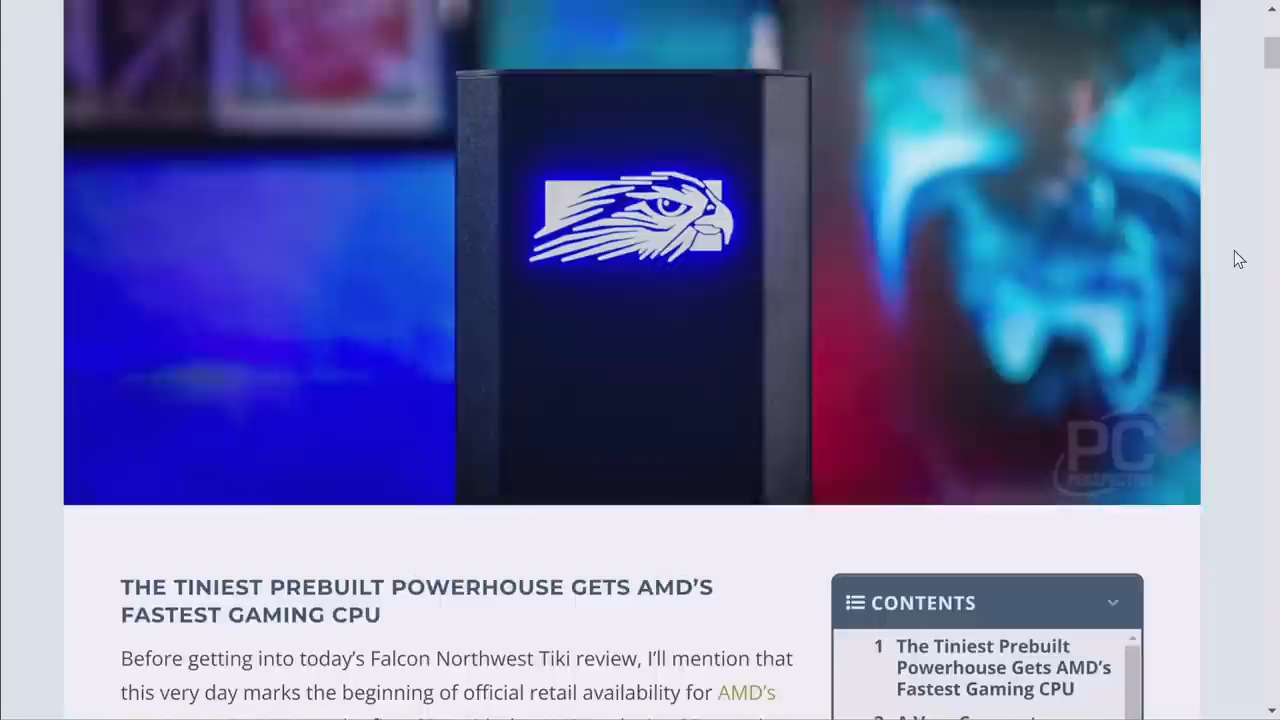 PC
PERSPECTIVE
THE TINIEST PREBUILT POWERHOUSE GETS AMD’S
FASTEST GAMING CPU
Before getting into today’s Falcon Northwest Tiki review, I’ll mention that
this very day marks the beginning of official retail availability for AMD’s
CONTENTS
1 The Tiniest Prebuilt
Powerhouse Gets AMD’s
Fastest Gaming CPU